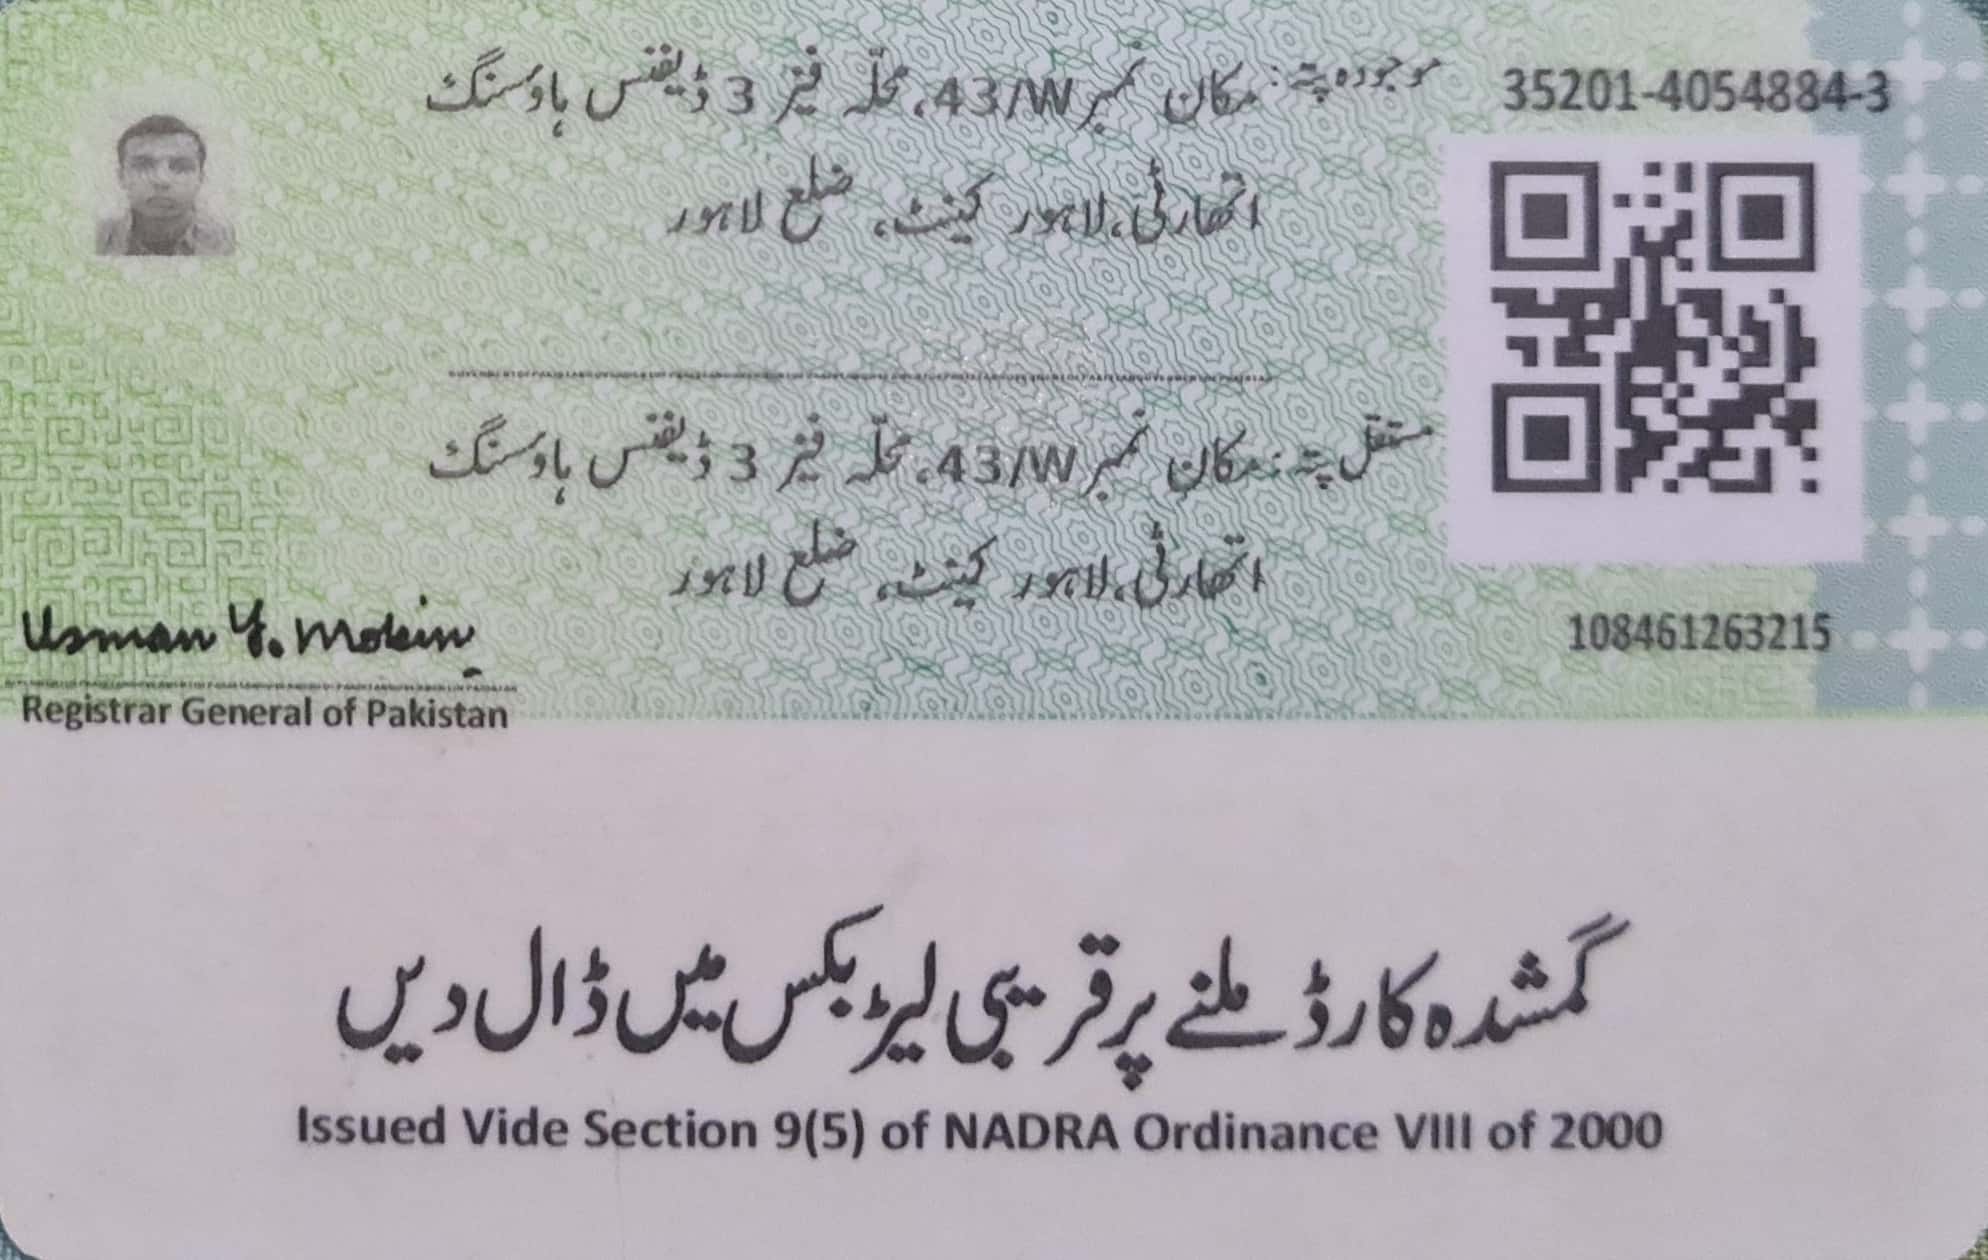 35201-4054884-3
موجودہ پتہ: مکان نمبر 43/W، محلّہ فیز 3 ڈیفنس ہاؤسنگ
اتھارٹی، لاہور کینٹ، ضلع لاہور
مستقل پتہ: مکان نمبر 43/W، محلّہ فیز 3 ڈیفنس ہاؤسنگ
اتھارٹی، لاہور کینٹ، ضلع لاہور
108461263215
Usman Y. Mobin
Registrar General of Pakistan
گمشدہ کارڈ ملنے پر قریبی لیٹر بکس میں ڈال دیں
Issued Vide Section 9(5) of NADRA Ordinance VIII of 2000